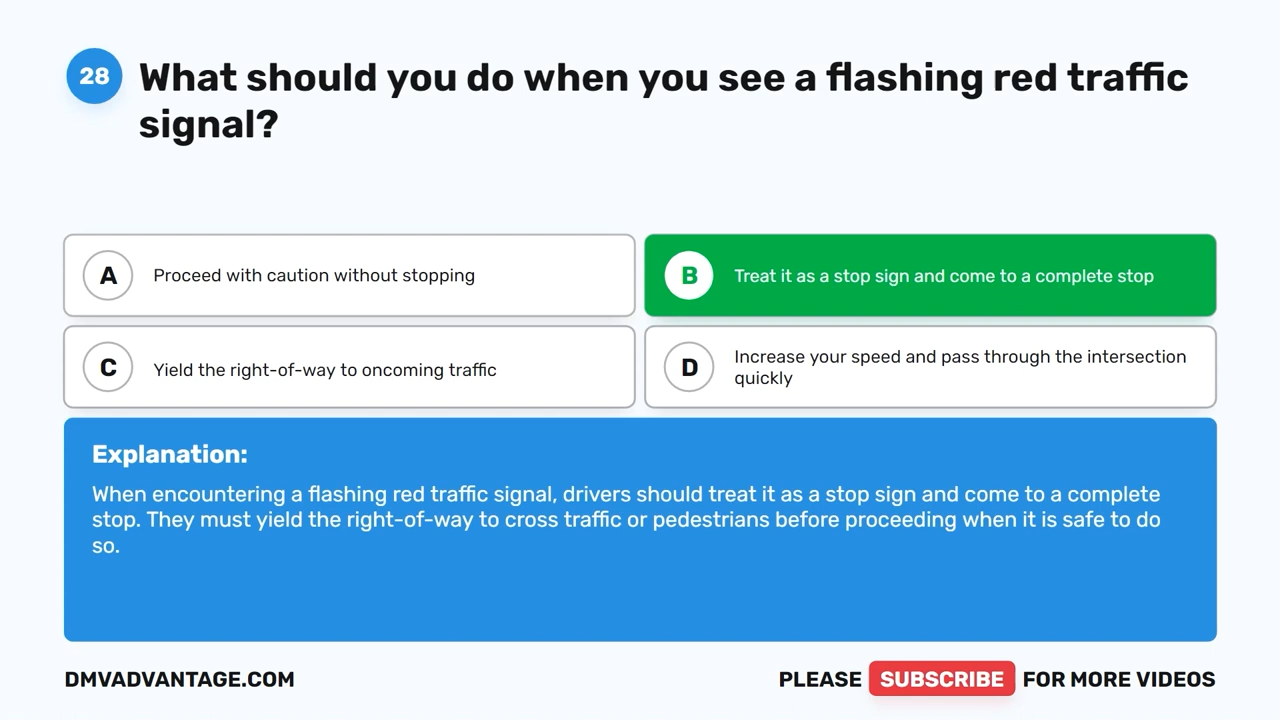 28
What should you do when you see a flashing red traffic
signal?
A
Proceed with caution without stopping
B
Treat it as a stop sign and come to a complete stop
C
Yield the right-of-way to oncoming traffic
D
Increase your speed and pass through the intersection
quickly
Explanation:
When encountering a flashing red traffic signal, drivers should treat it as a stop sign and come to a complete
stop. They must yield the right-of-way to cross traffic or pedestrians before proceeding when it is safe to do
so.
DMVADVANTAGE.COM
PLEASE SUBSCRIBE FOR MORE VIDEOS